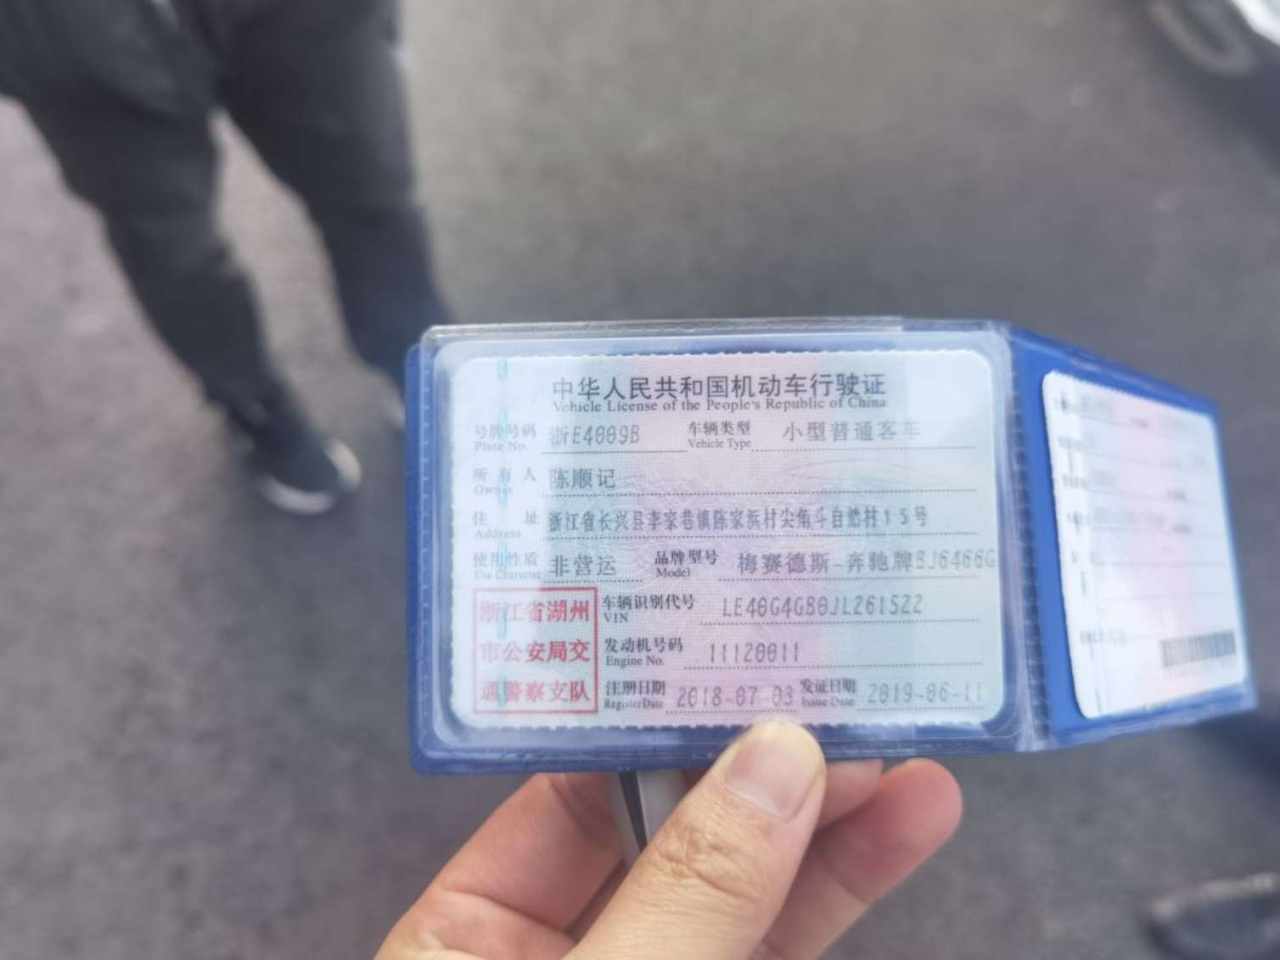 中华人民共和国机动车行驶证
Vehicle License of the People's Republic of China
号牌号码 浙E4009B 车辆类型 小型普通客车
Plate No. Vehicle Type
所有人 陈顺记
Owner
住址 浙江省长兴县李家巷镇陈家浜村尖角斗自然村15号
Address
使用性质 非营运 品牌型号 梅赛德斯-奔驰牌BJ6466G
Use Character Model
浙江省湖州 车辆识别代号 LE40G4GB0JL261522
VIN
市公安局交 发动机号码 11120011
Engine No.
通警察支队 注册日期 2018-07-03 发证日期 2019-06-11
Register Date Issue Date